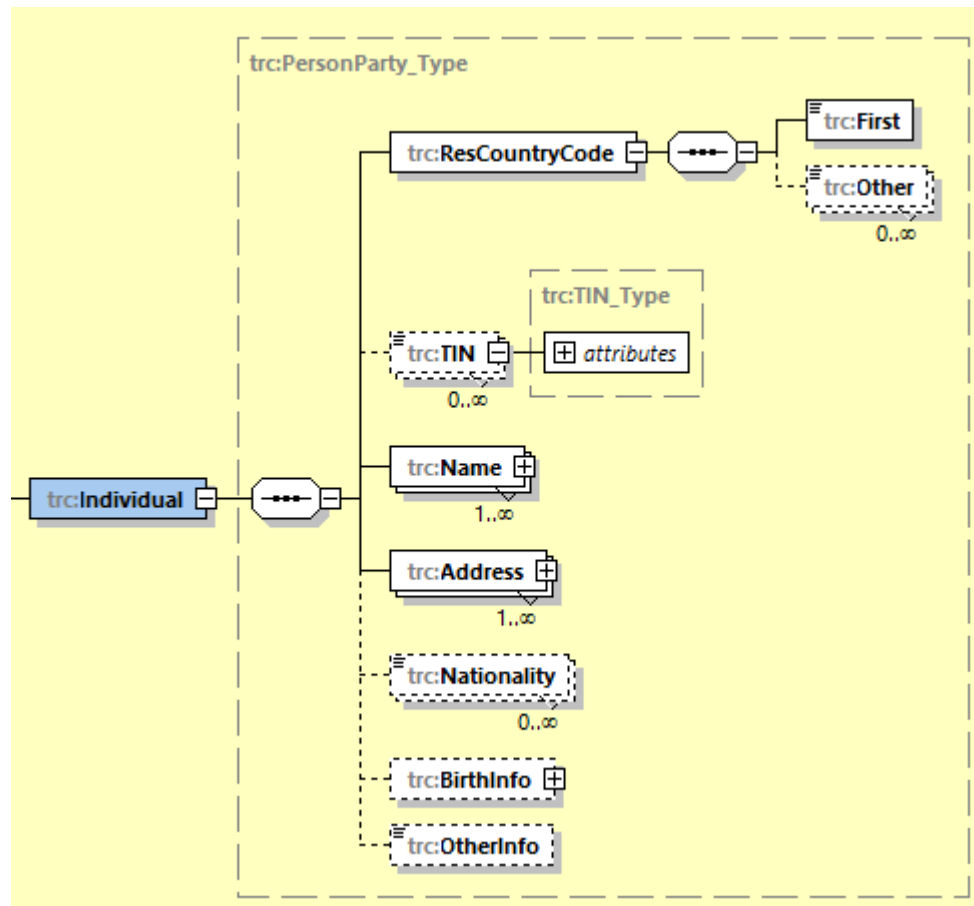 trc:PersonParty_Type
trc:First
trc:ResCountryCode
trc:Other
0..∞
trc:TIN_Type
trc:TIN
attributes
0..∞
trc:Name
1..∞
trc:Individual
trc:Address
1..∞
trc:Nationality
0..∞
trc:BirthInfo
trc:OtherInfo